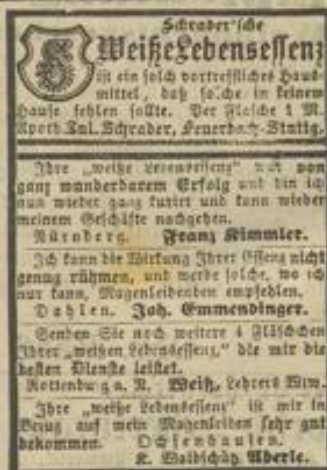 Schrader'sche
Weiße Lebensessenz
ist ein solch vortreffliches Haus-
mittel, daß solche in keinem
Hause fehlen sollte. Per Flasche 1 M.
Apoth. Jul. Schrader, Feuerbach-Stuttg.
Ihre „weiße Lebensessenz" war von
ganz wunderbarem Erfolg und bin ich
nun wieder ganz kurirt und kann wieder
meinem Geschäfte nachgehen.
Nürnberg. Franz Kimmler.
Ich kann die Wirkung Ihrer Essenz nicht
genug rühmen, und werde solche, wo ich
nur kann, Magenleidenden empfehlen.
Dahlen. Joh. Emmendinger.
Senden Sie noch weitere 4 Fläschchen
Ihrer „weißen Lebensessenz," die mir die
besten Dienste leistet.
Rottenburg a. N. Weiß, Lehrers Ww.
Ihre „weiße Lebensessenz" ist mir in
Bezug auf mein Magenleiden sehr gut
bekommen. Ochsenhausen.
K. Waldschütz Aberle.